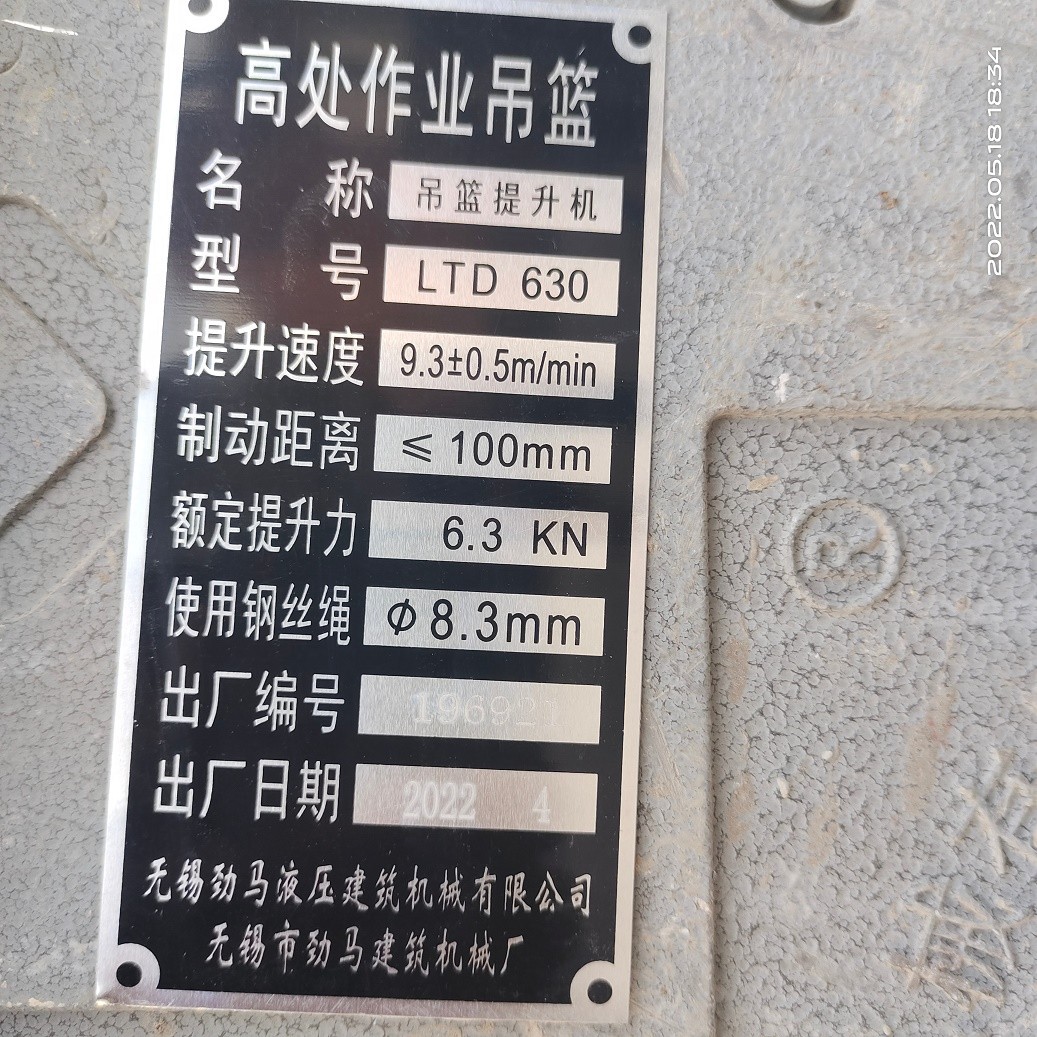 高处作业吊篮
名 称 吊篮提升机
型 号 LTD 630
提升速度 9.3±0.5m/min
制动距离 ≤100mm
额定提升力 6.3 KN
使用钢丝绳 Φ8.3mm
出厂编号
出厂日期 2022 4
无锡劲马液压建筑机械有限公司
无锡市劲马建筑机械厂
2022.05.18 18:34